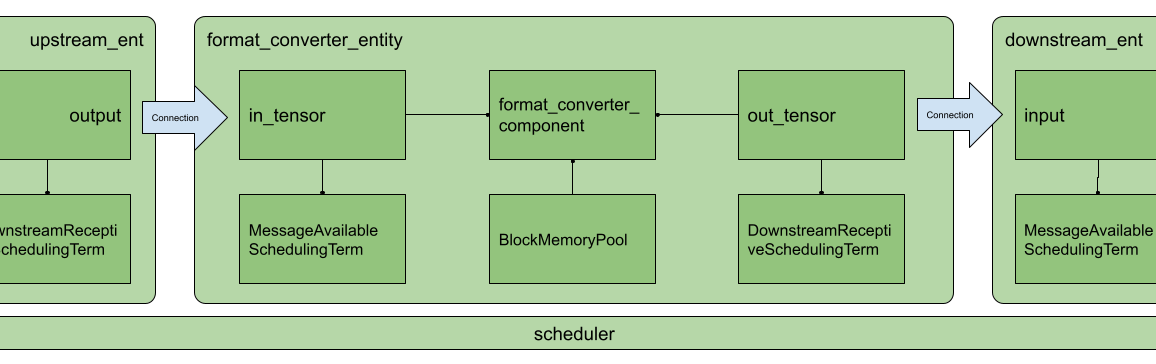 upstream_ent
format_converter_entity
downstream_ent
output
Connection
in_tensor
format_converter_
component
out_tensor
Connection
input
wnstreamRecepti
SchedulingTerm
MessageAvailable
SchedulingTerm
BlockMemoryPool
DownstreamRecepti
veSchedulingTerm
MessageAvailable
SchedulingTerm
scheduler